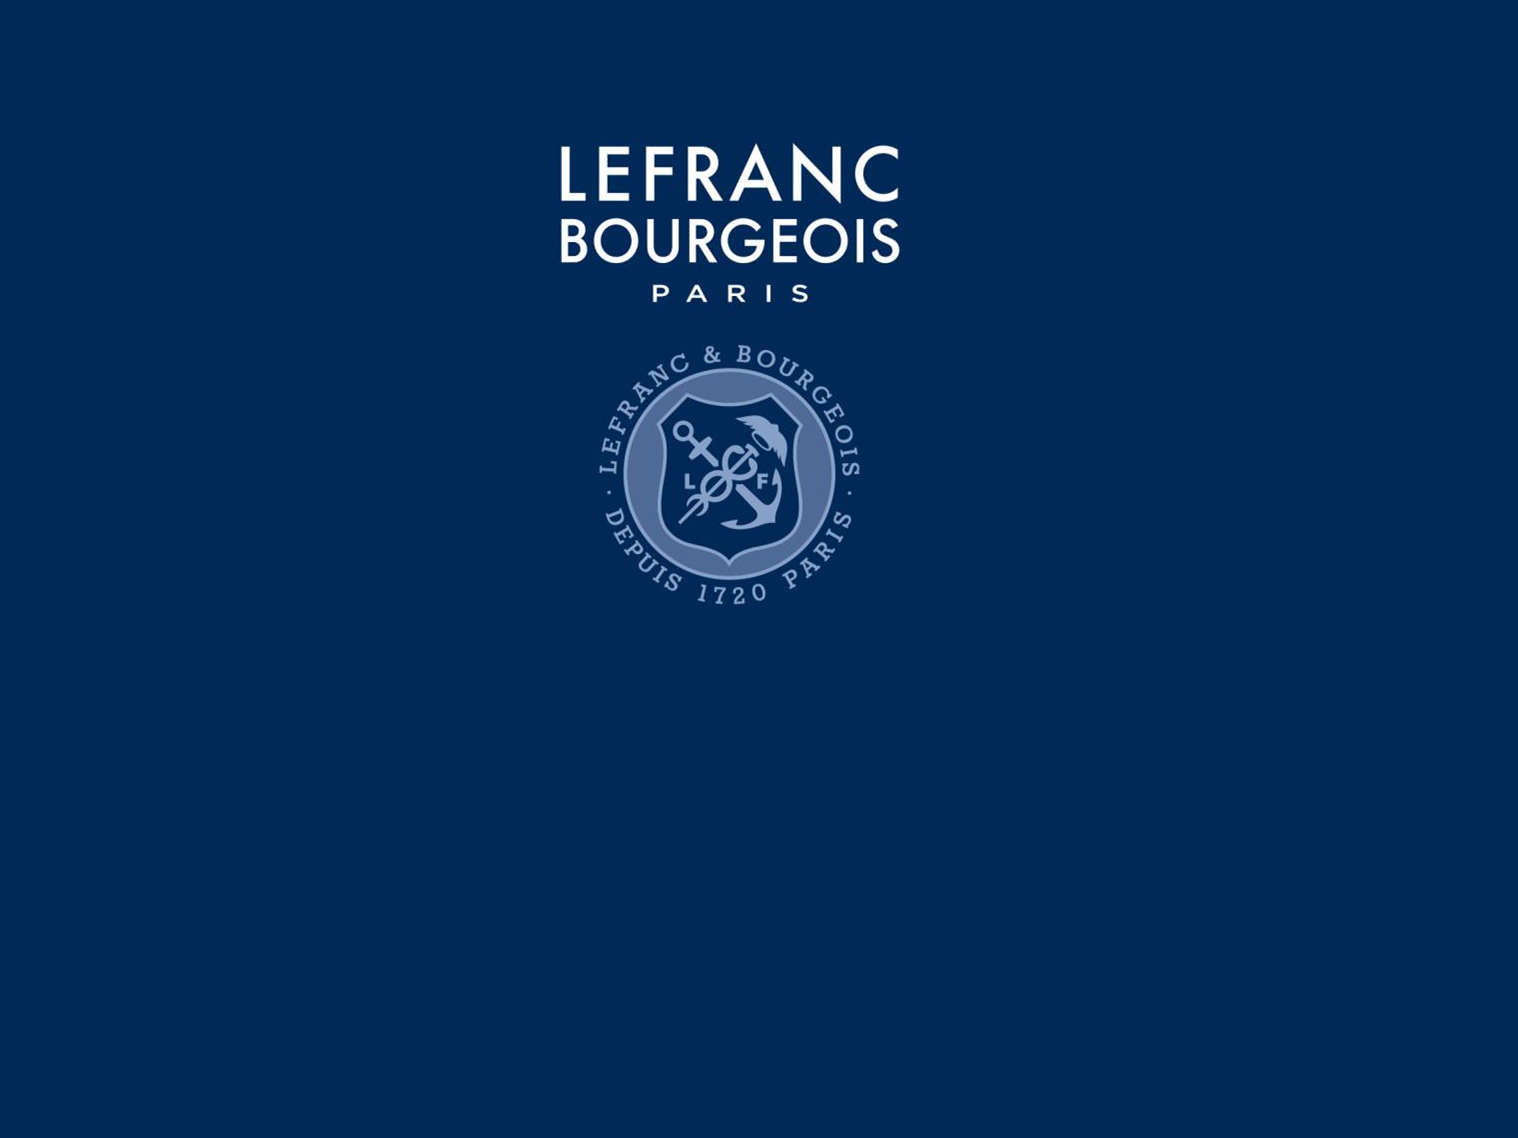 LEFRANC
BOURGEOIS
PARIS
LEFRANC & BOURGEOIS
L F
· DEPUIS 1720 PARIS ·